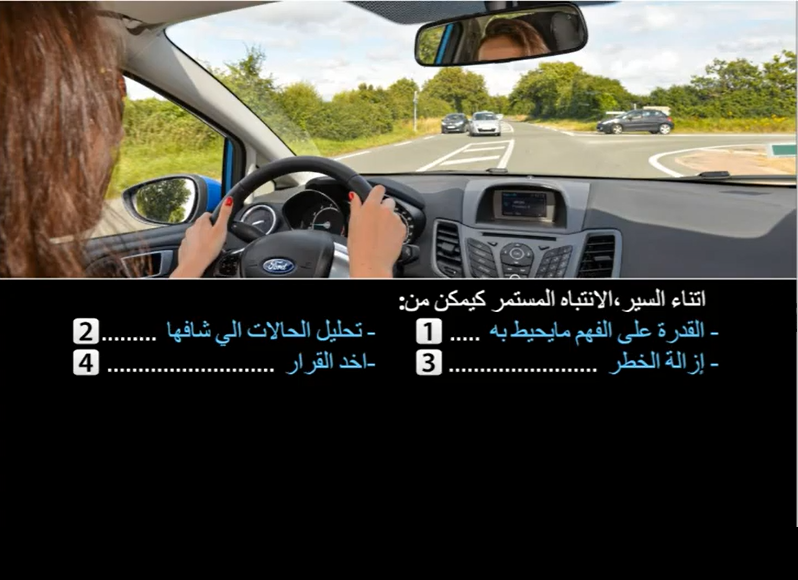 Ford
اتناء السير،الانتباه المستمر كيمكن من:
- القدرة على الفهم مايحيط به ..... 1 - تحليل الحالات الي شافها ......... 2
- إزالة الخطر ........................ 3 -اخد القرار ........................... 4